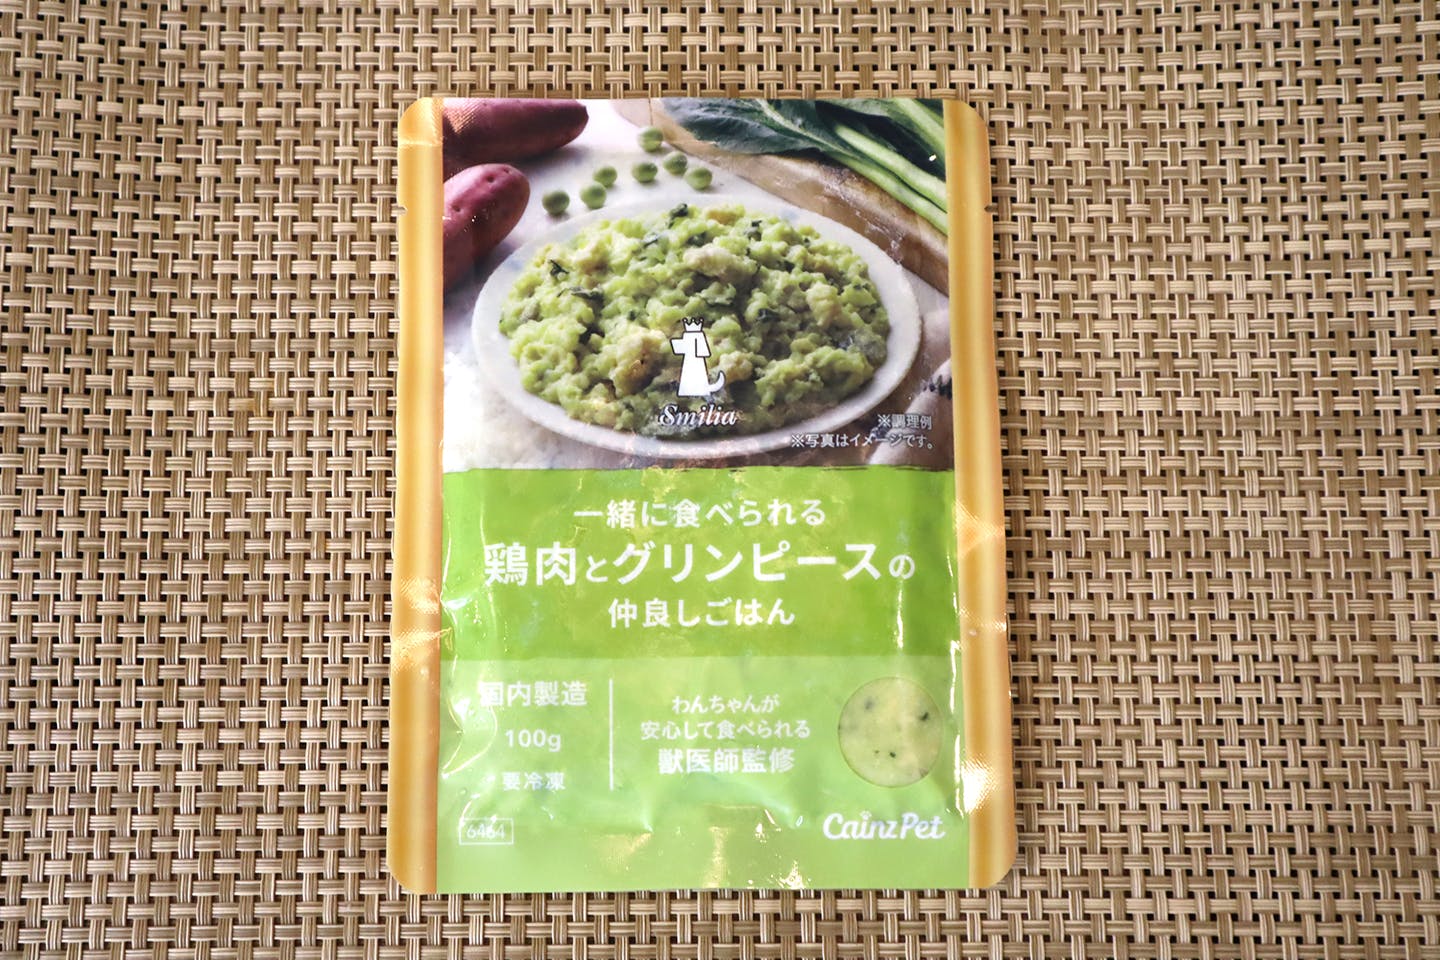 Smilia
※調理例
※写真はイメージです。
一緒に食べられる
鶏肉とグリンピースの
仲良しごはん
国内製造
100g
要冷凍
わんちゃんが
安心して食べられる
獣医師監修
6464
CainzPet